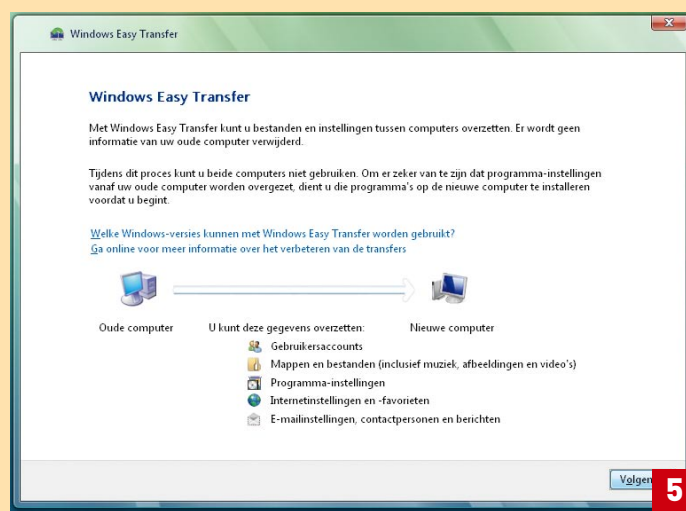 Windows Easy Transfer
Windows Easy Transfer
Met Windows Easy Transfer kunt u bestanden en instellingen tussen computers overzetten. Er wordt geen
informatie van uw oude computer verwijderd.
Tijdens dit proces kunt u beide computers niet gebruiken. Om er zeker van te zijn dat programma-instellingen
vanaf uw oude computer worden overgezet, dient u die programma's op de nieuwe computer te installeren
voordat u begint.
Welke Windows-versies kunnen met Windows Easy Transfer worden gebruikt?
Ga online voor meer informatie over het verbeteren van de transfers
Oude computer
U kunt deze gegevens overzetten:
Nieuwe computer
Gebruikersaccounts
Mappen en bestanden (inclusief muziek, afbeeldingen en video's)
Programma-instellingen
Internetinstellingen en -favorieten
E-mailinstellingen, contactpersonen en berichten
Volgen
5